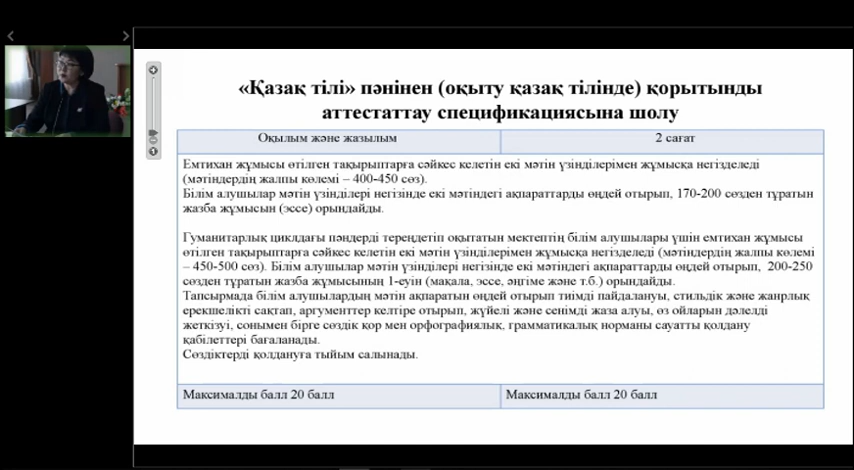 «Қазақ тілі» пәнінен (оқыту қазақ тілінде) қорытынды
аттестаттау спецификациясына шолу
Оқылым және жазылым
2 сағат
Емтихан жұмысы өтілген тақырыптарға сәйкес келетін екі мәтін үзінділерімен жұмысқа негізделеді
(мәтіндердің жалпы көлемі – 400-450 сөз).
Білім алушылар мәтін үзінділері негізінде екі мәтіндегі ақпараттарды өңдей отырып, 170-200 сөзден тұратын
жазба жұмысын (эссе) орындайды.
Гуманитарлық циклдағы пәндерді тереңдетіп оқытатын мектептің білім алушылары үшін емтихан жұмысы
өтілген тақырыптарға сәйкес келетін екі мәтін үзінділерімен жұмысқа негізделеді (мәтіндердің жалпы көлемі
– 450-500 сөз). Білім алушылар мәтін үзінділері негізінде екі мәтіндегі ақпараттарды өңдей отырып, 200-250
сөзден тұратын жазба жұмысының 1-еуін (мақала, эссе, әңгіме және т.б.) орындайды.
Тапсырмада білім алушылардың мәтін ақпаратын өңдей отырып тиімді пайдалануы, стильдік және жанрлық
ерекшелікті сақтап, аргументтер келтіре отырып, жүйелі және сенімді жаза алуы, өз ойларын дәлелді
жеткізуі, сонымен бірге сөздік қор мен орфографиялық, грамматикалық норманы сауатты қолдану
қабілеттері бағаланады.
Сөздіктерді қолдануға тыйым салынады.
Максималды балл 20 балл
Максималды балл 20 балл